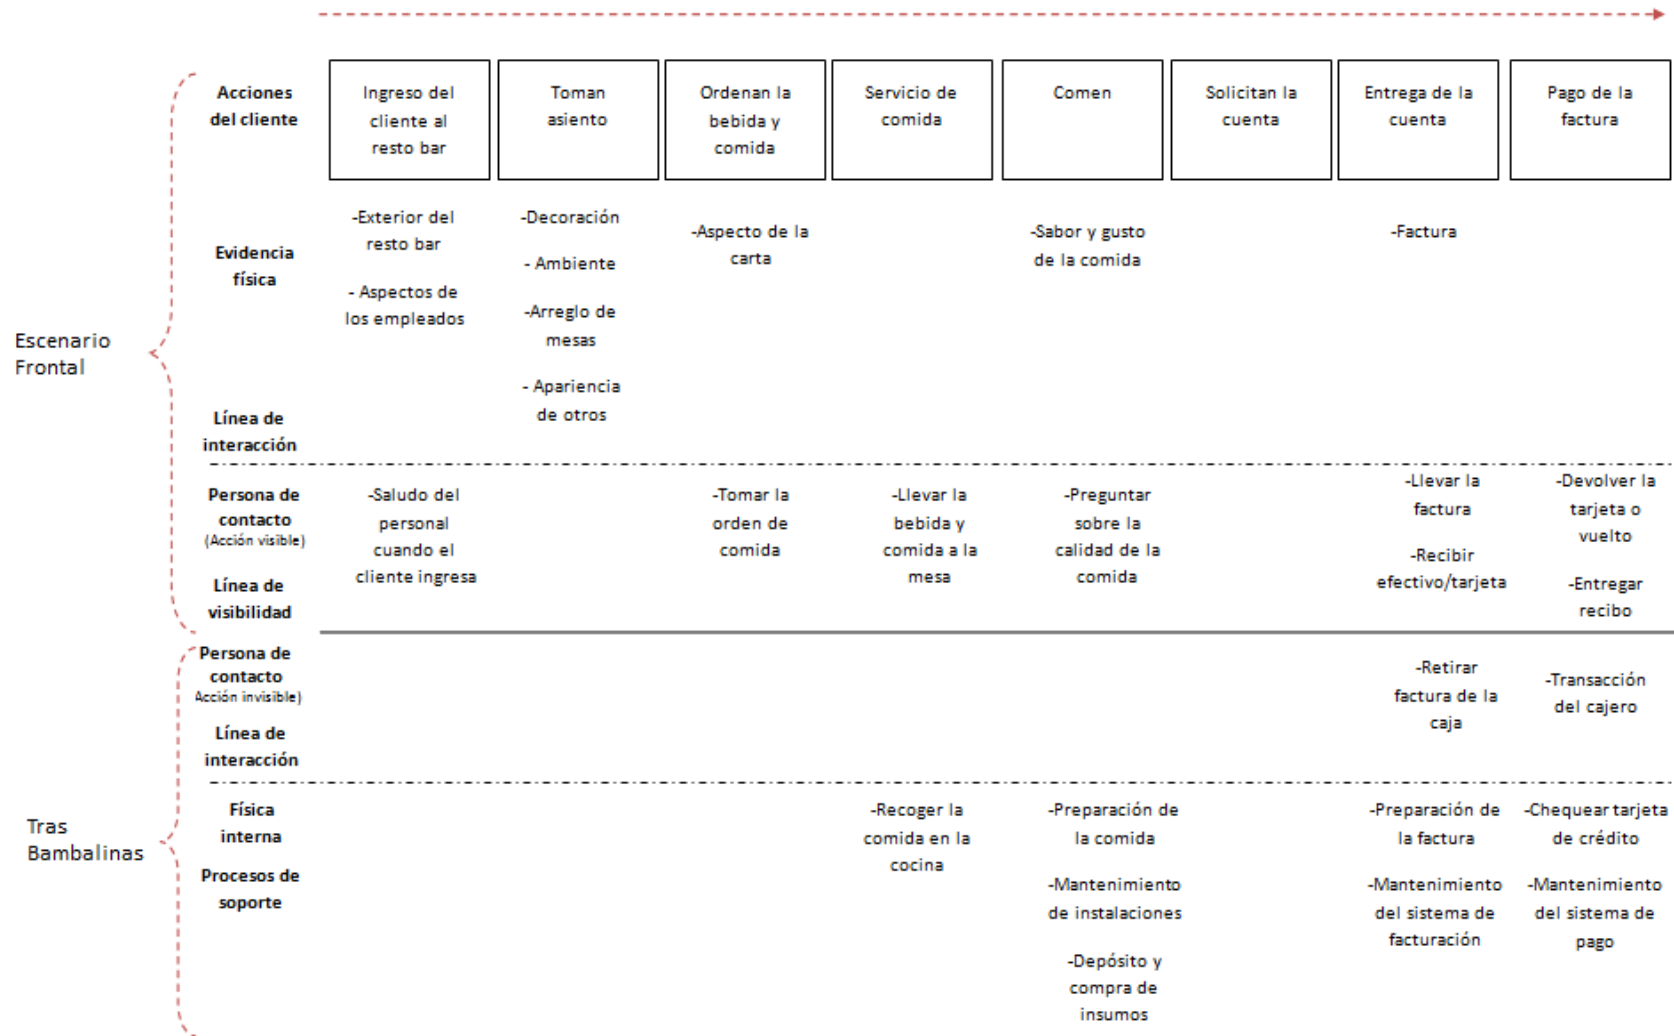 Acciones
del cliente
Ingreso del
cliente al
resto bar
Toman
asiento
Ordenan la
bebida y
comida
Servicio de
comida
Comen
Solicitan la
cuenta
Entrega de la
cuenta
Pago de la
factura
Evidencia
física
-Exterior del
resto bar
- Aspectos de
los empleados
-Decoración
- Ambiente
-Arreglo de
mesas
- Apariencia
de otros
-Aspecto de la
carta
-Sabor y gusto
de la comida
-Factura
Escenario
Frontal
Línea de
interacción
Persona de
contacto
(Acción visible)
-Saludo del
personal
cuando el
cliente ingresa
-Tomar la
orden de
comida
-Llevar la
bebida y
comida a la
mesa
-Preguntar
sobre la
calidad de la
comida
-Llevar la
factura
-Recibir
efectivo/tarjeta
-Devolver la
tarjeta o
vuelto
-Entregar
recibo
Línea de
visibilidad
Persona de
contacto
Acción invisible)
-Retirar
factura de la
caja
-Transacción
del cajero
Línea de
interacción
Tras
Bambalinas
Física
interna
-Recoger la
comida en la
cocina
-Preparación de
la comida
-Preparación de
la factura
-Chequear tarjeta
de crédito
Procesos de
soporte
-Mantenimiento
de instalaciones
-Depósito y
compra de
insumos
-Mantenimiento
del sistema de
facturación
-Mantenimiento
del sistema de
pago